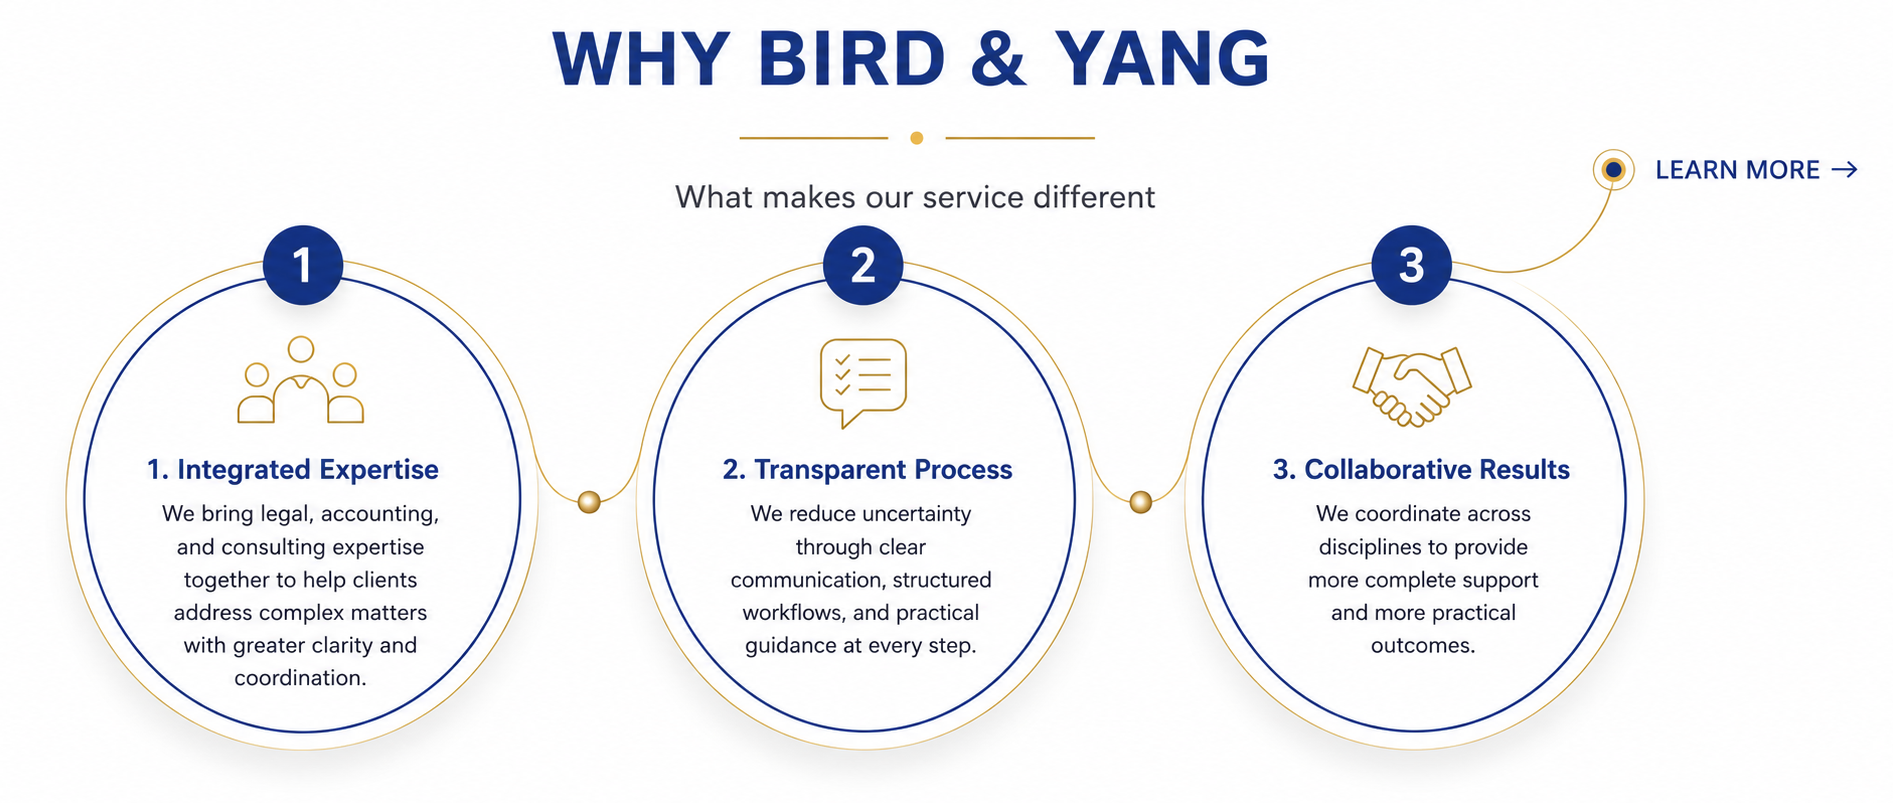 WHY BIRD & YANG
What makes our service different
LEARN MORE →
1
1. Integrated Expertise
We bring legal, accounting,
and consulting expertise
together to help clients
address complex matters
with greater clarity and
coordination.
2
2. Transparent Process
We reduce uncertainty
through clear
communication, structured
workflows, and practical
guidance at every step.
3
3. Collaborative Results
We coordinate across
disciplines to provide
more complete support
and more practical
outcomes.